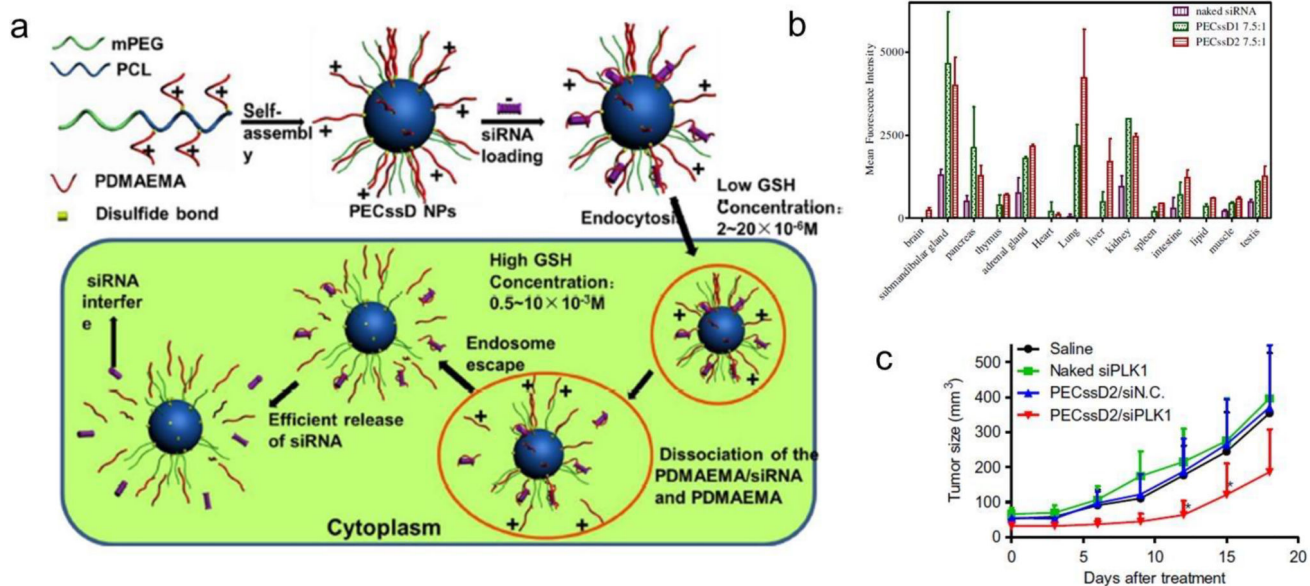 a
mPEG
PCL
Self-
assembl
y
siRNA
loading
PDMAEMA
Disulfide bond
PECssD NPs
Endocytosis
Low GSH
Concentration:
2~20×10-6M
High GSH
Concentration:
0.5~10×10-3M
siRNA
interfer
e
Endosome
escape
Efficient release
of siRNA
Dissociation of the
PDMAEMA/siRNA
and PDMAEMA
Cytoplasm
b
naked siRNA
PECssD1 7.5:1
PECssD2 7.5:1
Mean Fluorescence Intensity
5000
2500
0
brain
submandibular gland
pancreas
thymus
adrenal gland
Heart
Lung
liver
kidney
spleen
intestine
lipid
muscle
testis
c
Saline
Naked siPLK1
PECssD2/siN.C.
PECssD2/siPLK1
Tumor size (mm3)
500
400
300
200
100
0
*
*
0
5
10
15
20
Days after treatment